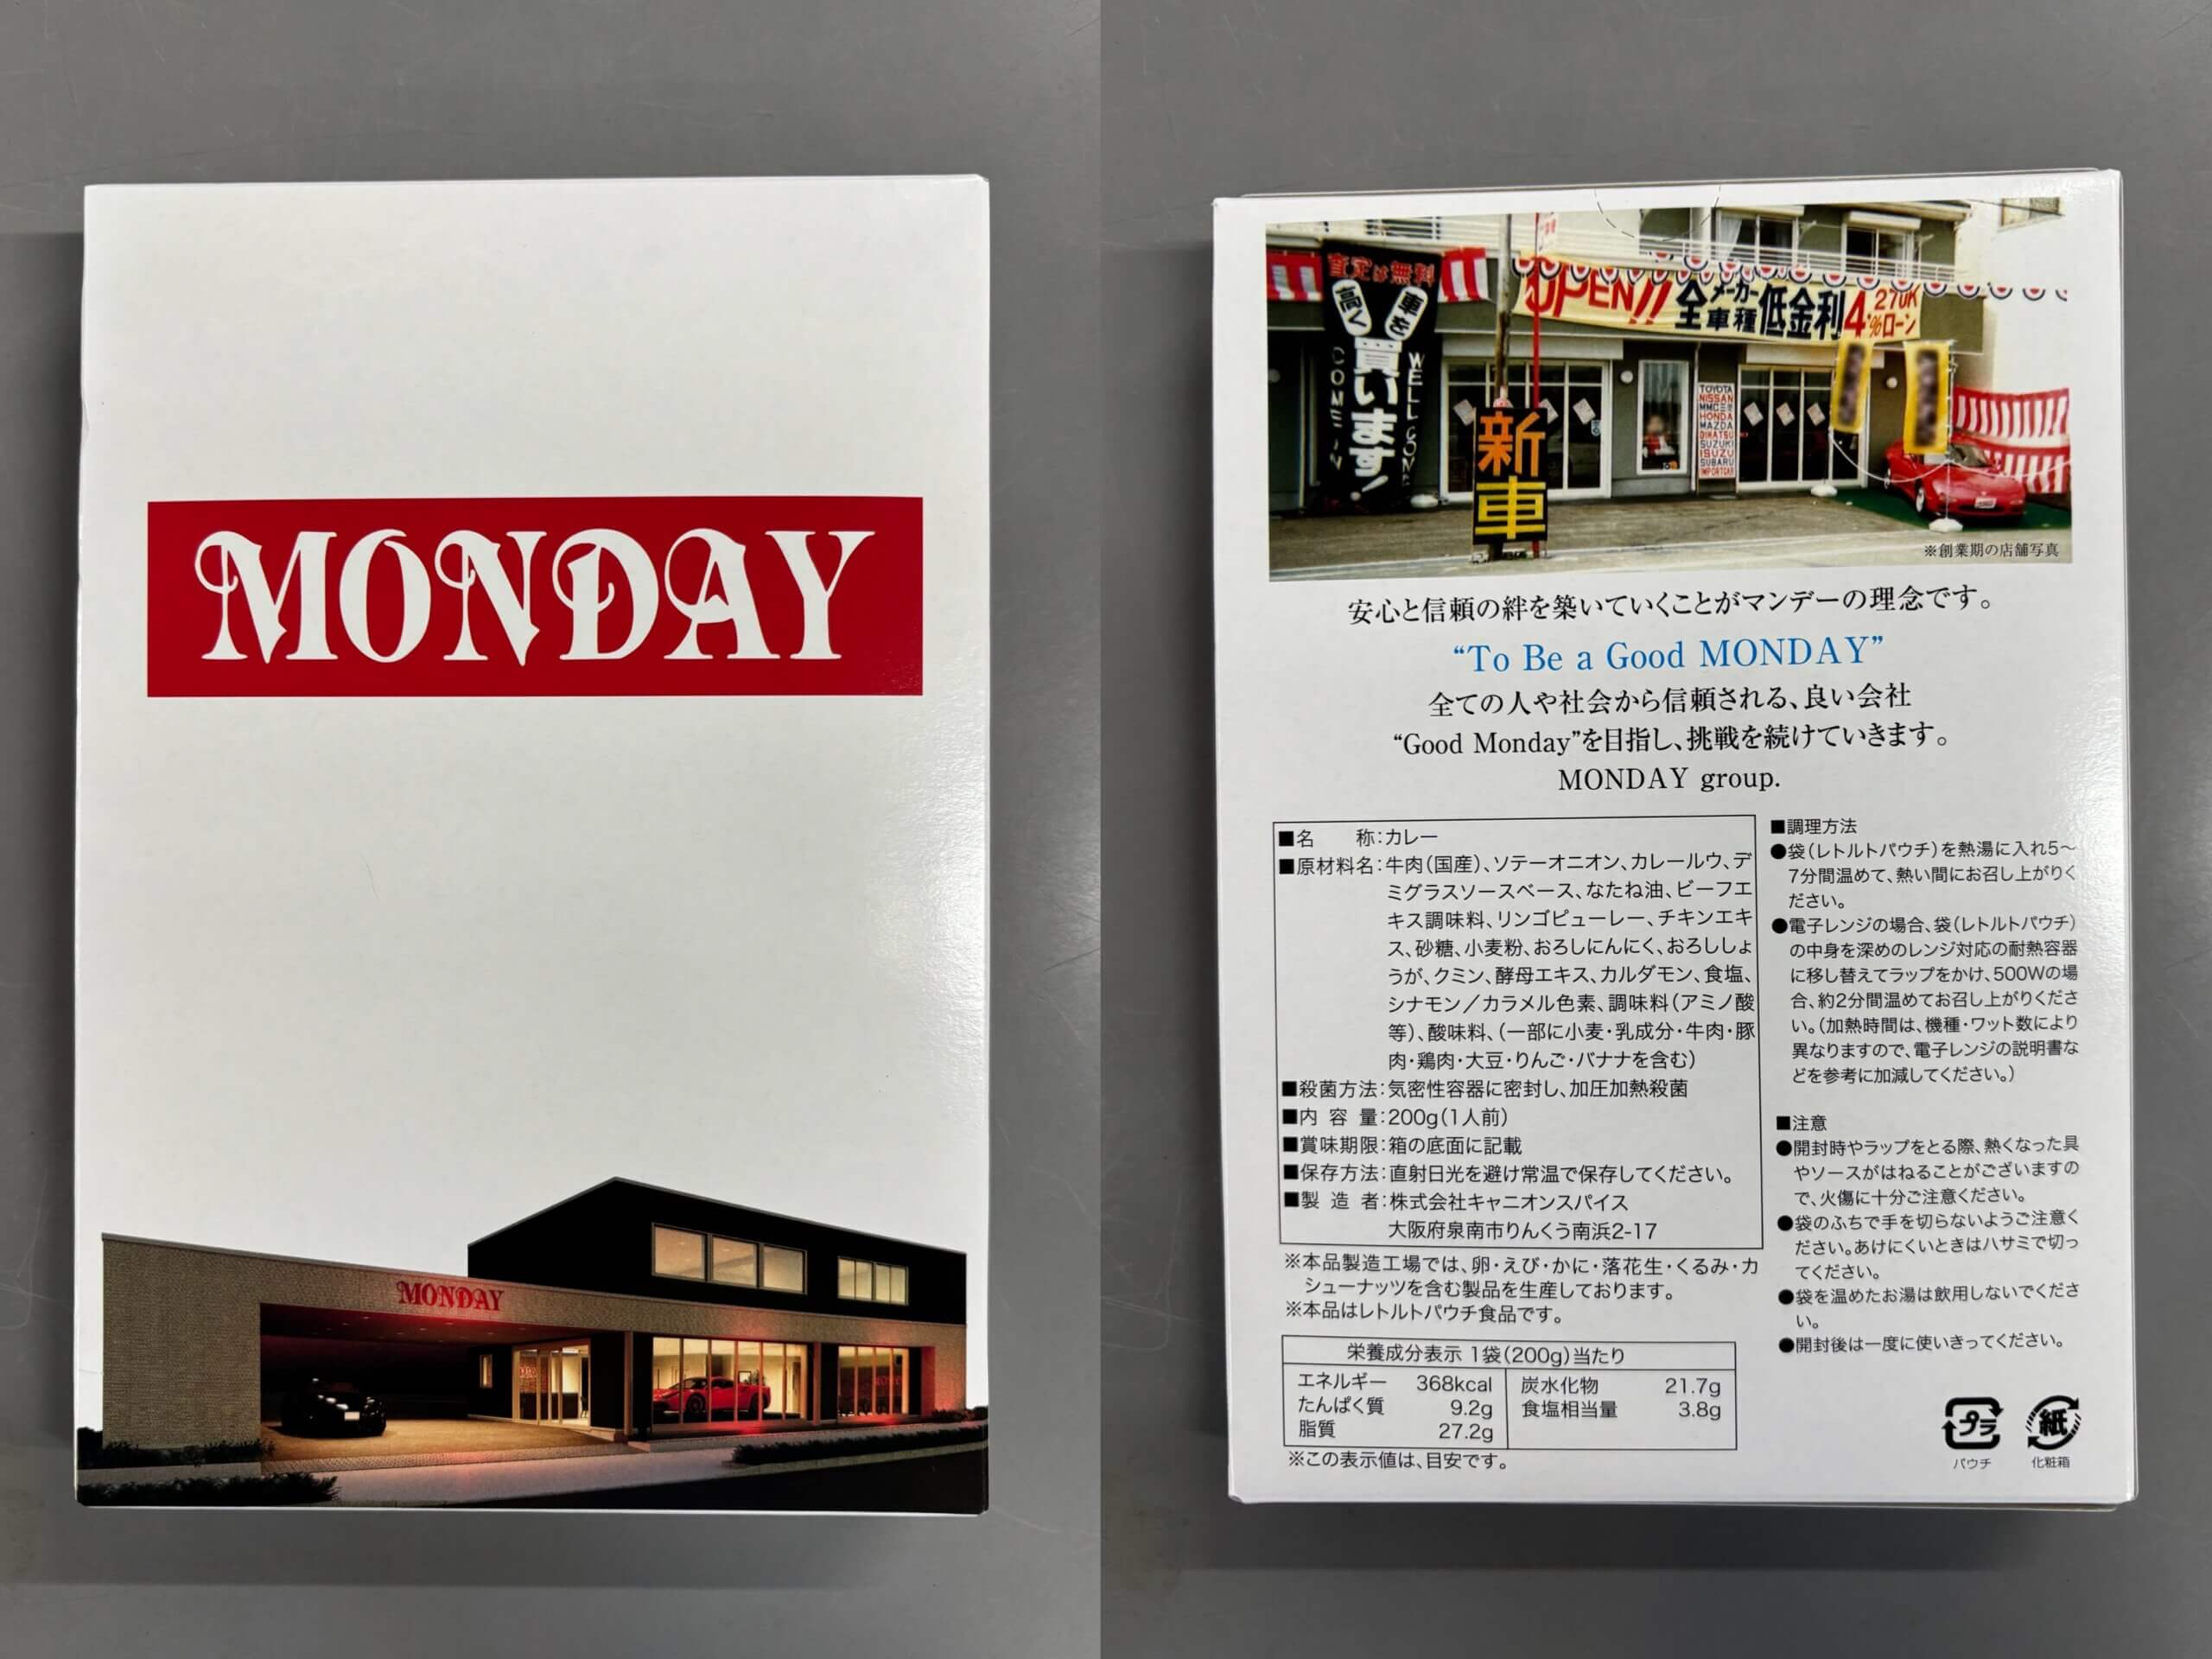 MONDAY
MONDAY
査定は無料
高く
車を
買います!
COME IN
WELL COME
OPEN!!
全メーカー
車種
低金利
4.%ローン
270K
新車
TOYOTA
NISSAN
HONDA
MAZDA
SUZUKI
ISUZU
SUBARU
※創業期の店舗写真
安心と信頼の絆を築いていくことがマンデーの理念です。
“To Be a Good MONDAY”
全ての人や社会から信頼される、良い会社
“Good Monday”を目指し、挑戦を続けていきます。
MONDAY group.
■名　　称:カレー
■原材料名:牛肉(国産)、ソテーオニオン、カレールウ、デ
ミグラスソースベース、なたね油、ビーフエ
キス調味料、リンゴピューレー、チキンエキ
ス、砂糖、小麦粉、おろしにんにく、おろししょ
うが、クミン、酵母エキス、カルダモン、食塩、
シナモン/カラメル色素、調味料(アミノ酸
等)、酸味料、(一部に小麦・乳成分・牛肉・豚
肉・鶏肉・大豆・りんご・バナナを含む)
■殺菌方法:気密性容器に密封し、加圧加熱殺菌
■内 容 量:200g(1人前)
■賞味期限:箱の底面に記載
■保存方法:直射日光を避け常温で保存してください。
■製 造 者:株式会社キャニオンスパイス
大阪府泉南市りんくう南浜2-17
※本品製造工場では、卵・えび・かに・落花生・くるみ・カ
シューナッツを含む製品を生産しております。
※本品はレトルトパウチ食品です。
栄養成分表示 1袋(200g)当たり
エネルギー 368kcal
たんぱく質 9.2g
脂質 27.2g
炭水化物 21.7g
食塩相当量 3.8g
※この表示値は、目安です。
■調理方法
●袋(レトルトパウチ)を熱湯に入れ5〜
7分間温めて、熱い間にお召し上がりく
ださい。
●電子レンジの場合、袋(レトルトパウチ)
の中身を深めのレンジ対応の耐熱容器
に移し替えてラップをかけ、500Wの場
合、約2分間温めてお召し上がりくださ
い。(加熱時間は、機種・ワット数により
異なりますので、電子レンジの説明書な
どを参考に加減してください。)
■注意
●開封時やラップをとる際、熱くなった具
やソースがはねることがございますの
で、火傷に十分ご注意ください。
●袋のふちで手を切らないようご注意く
ださい。あけにくいときはハサミで切っ
てください。
●袋を温めたお湯は飲用しないでくださ
い。
●開封後は一度に使いきってください。
プラ
パウチ
紙
化粧箱